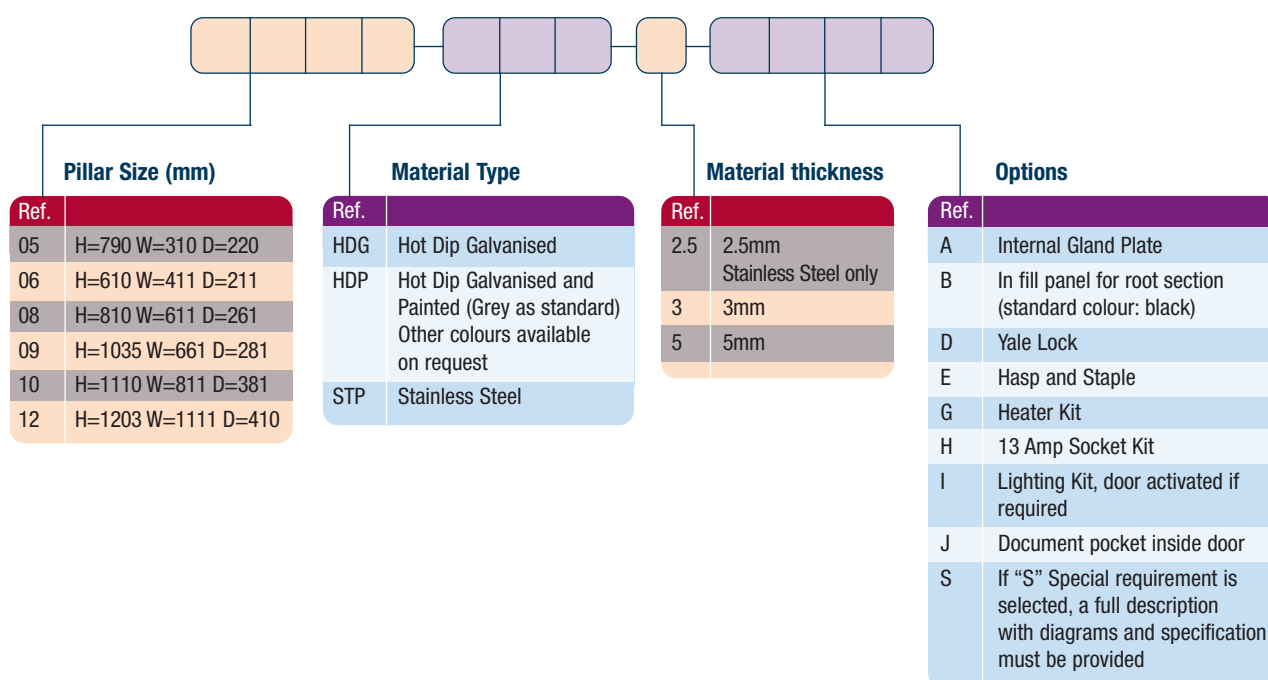 Pillar Size (mm)
Ref.
05 H=790 W=310 D=220
06 H=610 W=411 D=211
08 H=810 W=611 D=261
09 H=1035 W=661 D=281
10 H=1110 W=811 D=381
12 H=1203 W=1111 D=410
Material Type
Ref.
HDG Hot Dip Galvanised
HDP Hot Dip Galvanised and
Painted (Grey as standard)
Other colours available
on request
STP Stainless Steel
Material thickness
Ref.
2.5 2.5mm
Stainless Steel only
3 3mm
5 5mm
Options
Ref.
A Internal Gland Plate
B In fill panel for root section
(standard colour: black)
D Yale Lock
E Hasp and Staple
G Heater Kit
H 13 Amp Socket Kit
I Lighting Kit, door activated if
required
J Document pocket inside door
S If “S” Special requirement is
selected, a full description
with diagrams and specification
must be provided